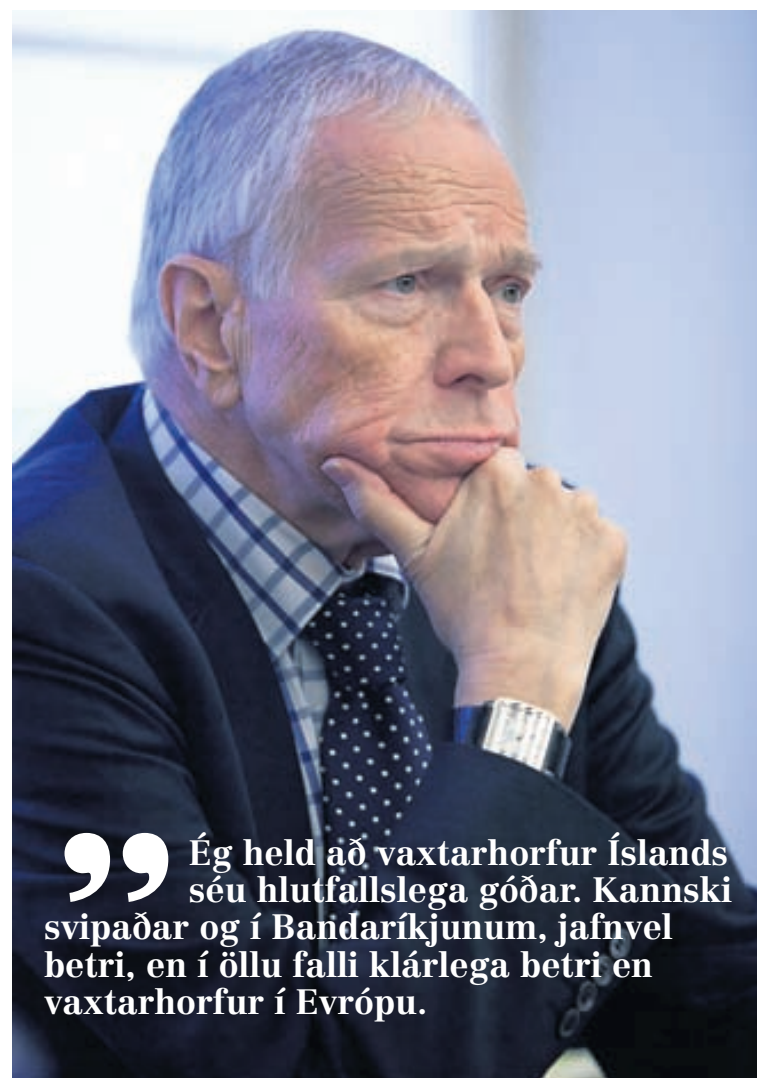 ” Ég held að vaxtarhorfur Íslands
séu hlutfallslega góðar. Kannski
svipaðar og í Bandaríkjunum, jafnvel
betri, en í öllu falli klárlega betri en
vaxtarhorfur í Evrópu.